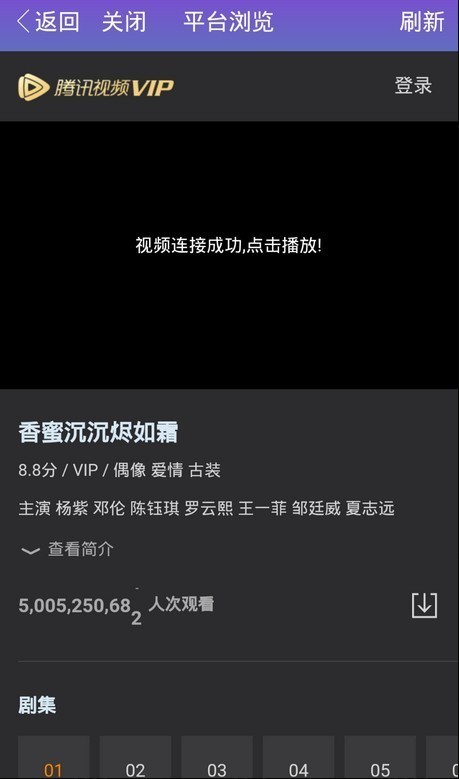 返回 关闭 平台浏览 刷新
腾讯视频VIP 登录
视频连接成功,点击播放!
香蜜沉沉烬如霜
8.8分 / VIP / 偶像 爱情 古装
主演 杨紫 邓伦 陈钰琪 罗云熙 王一菲 邹廷威 夏志远
查看简介
5,005,250,682 人次观看
剧集
01 02 03 04 05